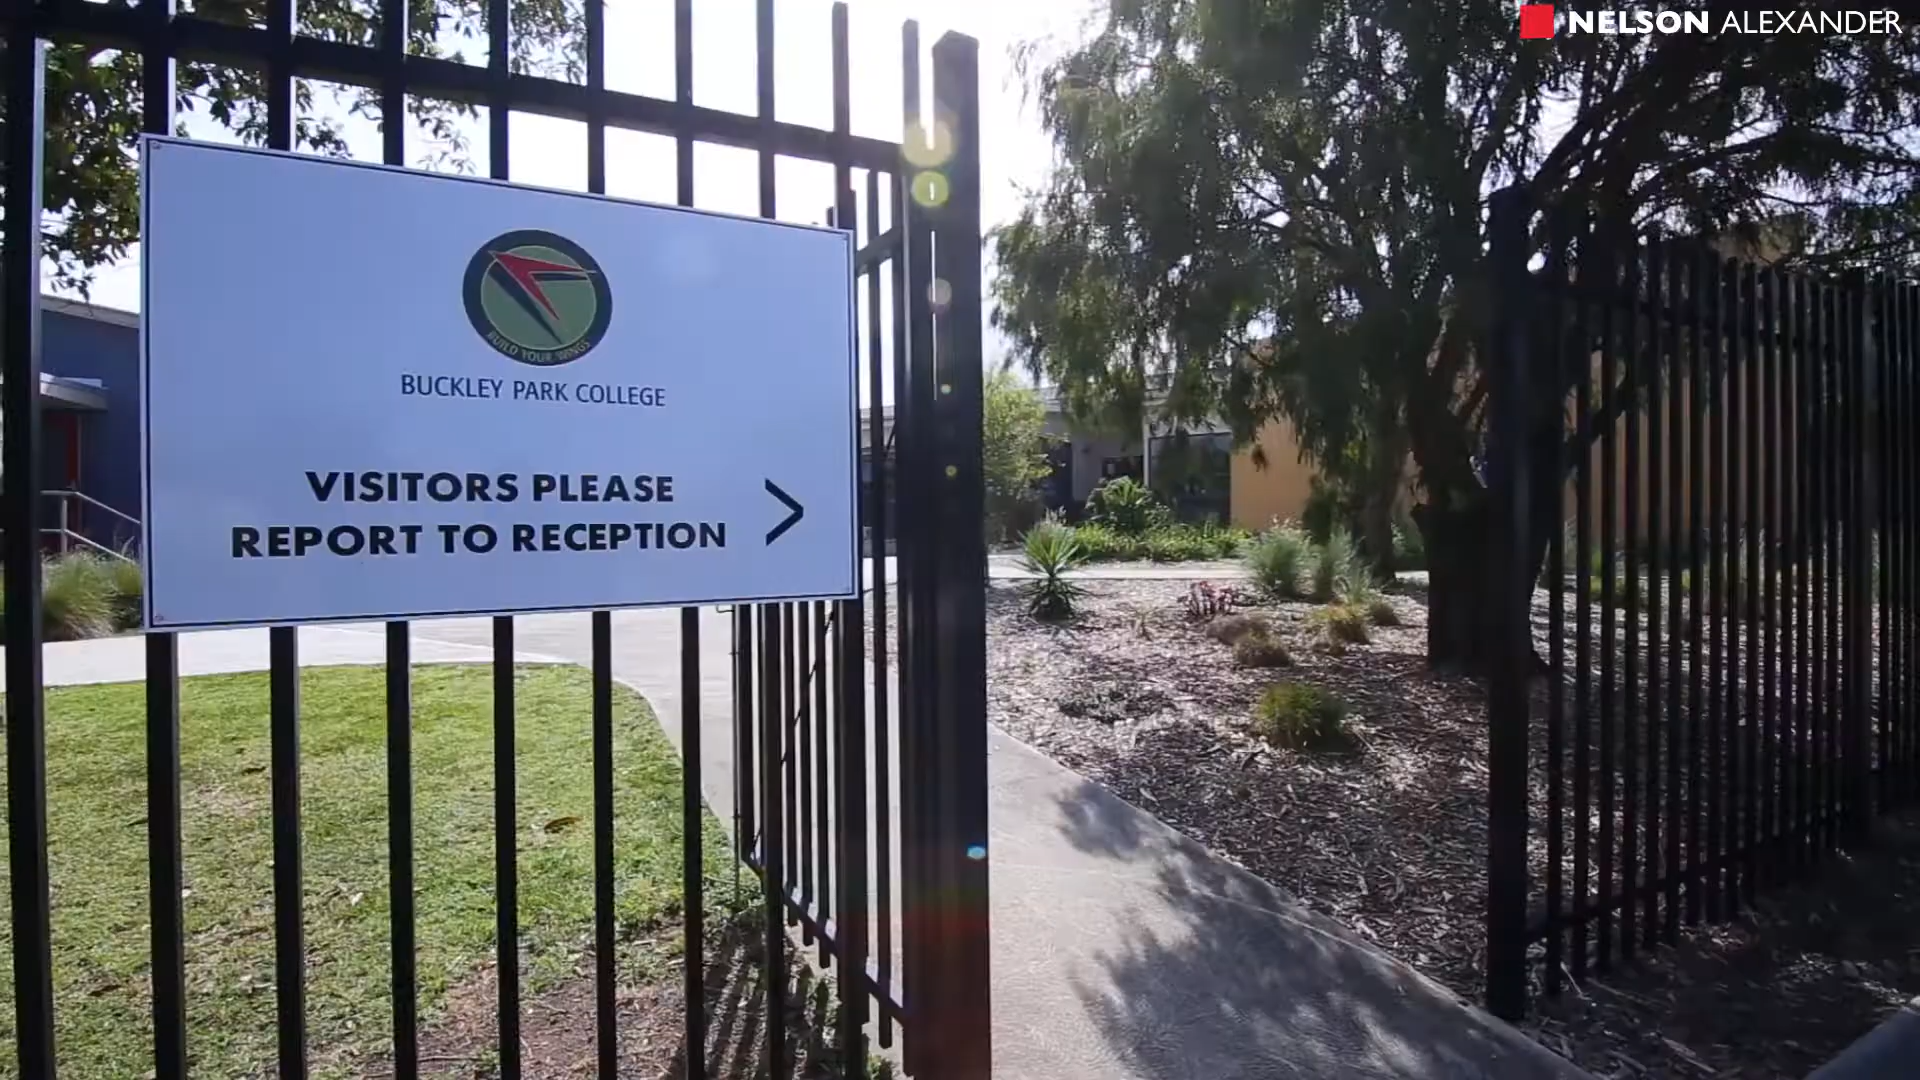 NELSON ALEXANDER
BUILD YOUR WINGS
BUCKLEY PARK COLLEGE
VISITORS PLEASE
REPORT TO RECEPTION >